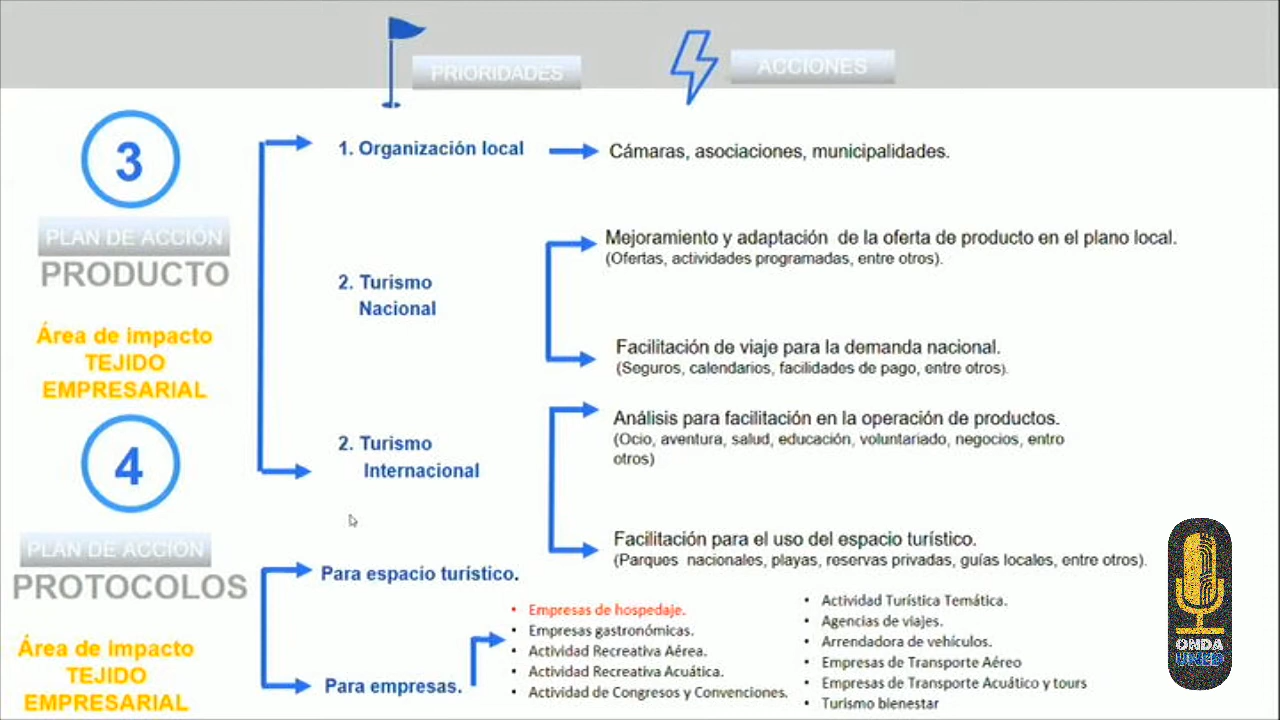 PRIORIDADES
ACCIONES
3
PLAN DE ACCIÓN
PRODUCTO
Área de impacto
TEJIDO
EMPRESARIAL
1. Organización local
Cámaras, asociaciones, municipalidades.
2. Turismo
Nacional
Mejoramiento y adaptación de la oferta de producto en el plano local.
(Ofertas, actividades programadas, entre otros).
Facilitación de viaje para la demanda nacional.
(Seguros, calendarios, facilidades de pago, entre otros).
2. Turismo
Internacional
Análisis para facilitación en la operación de productos.
(Ocio, aventura, salud, educación, voluntariado, negocios, entro
otros)
Facilitación para el uso del espacio turístico.
(Parques nacionales, playas, reservas privadas, guías locales, entre otros).
4
PLAN DE ACCIÓN
PROTOCOLOS
Área de impacto
TEJIDO
EMPRESARIAL
Para espacio turístico.
Para empresas.
• Empresas de hospedaje.
• Empresas gastronómicas.
• Actividad Recreativa Aérea.
• Actividad Recreativa Acuática.
• Actividad de Congresos y Convenciones.
• Actividad Turística Temática.
• Agencias de viajes.
• Arrendadora de vehículos.
• Empresas de Transporte Aéreo
• Empresas de Transporte Acuático y tours
• Turismo bienestar
ONDA